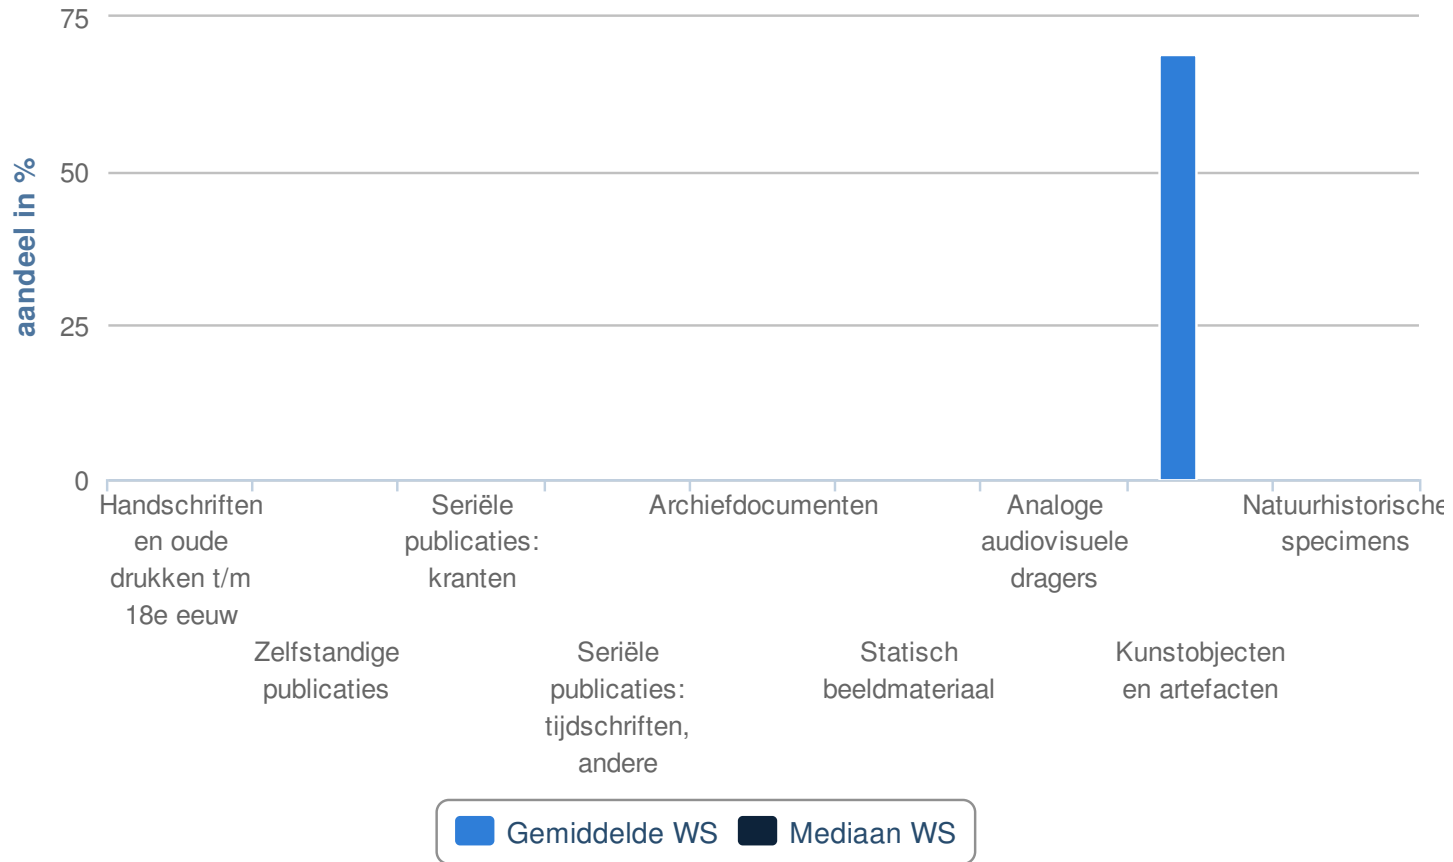 75
50
25
0
aandeel in %
Handschriften
en oude
drukken t/m
18e eeuw
Zelfstandige
publicaties
Seriële
publicaties:
kranten
Seriële
publicaties:
tijdschriften,
andere
Archiefdocumenten
Statisch
beeldmateriaal
Analoge
audiovisuele
dragers
Kunstobjecten
en artefacten
Natuurhistorische
specimens
Gemiddelde WS
Mediaan WS